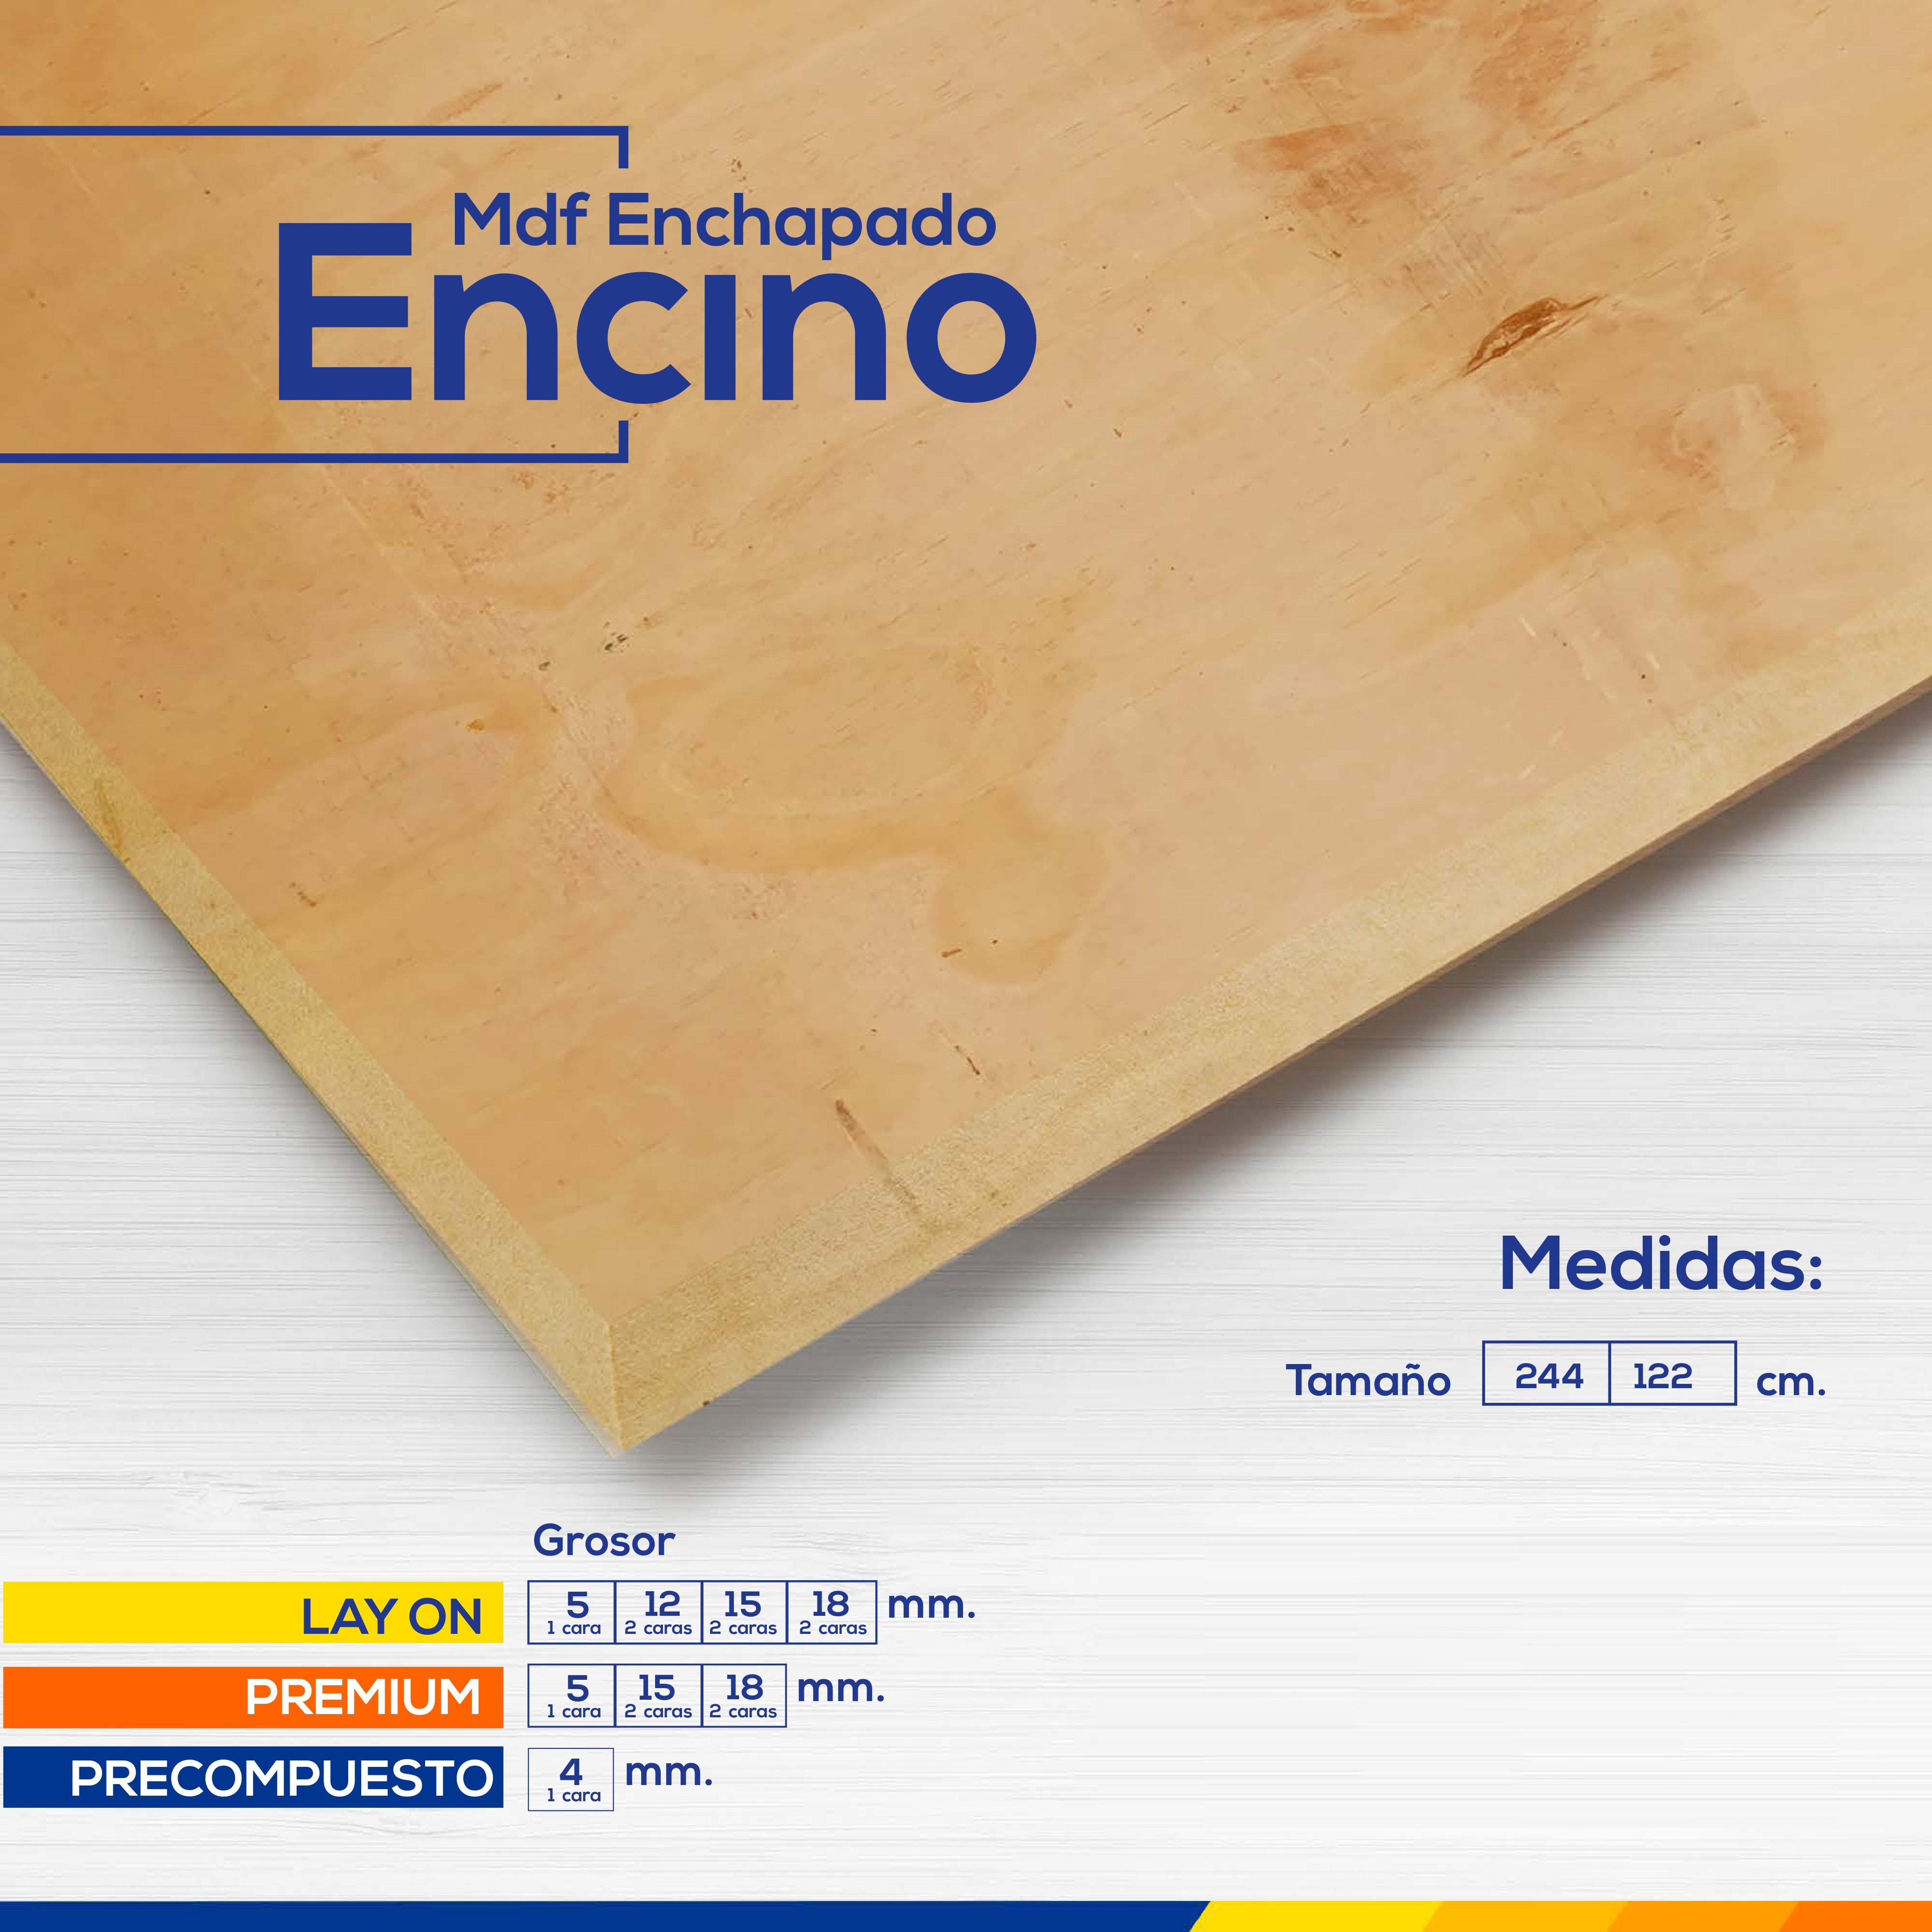 Mdf Enchapado
Encino
Medidas:
Tamaño 244 122 cm.
Grosor
LAY ON 5 12 15 18 mm.
1 cara 2 caras 2 caras 2 caras
PREMIUM 5 15 18 mm.
1 cara 2 caras 2 caras
PRECOMPUESTO 4 mm.
1 cara